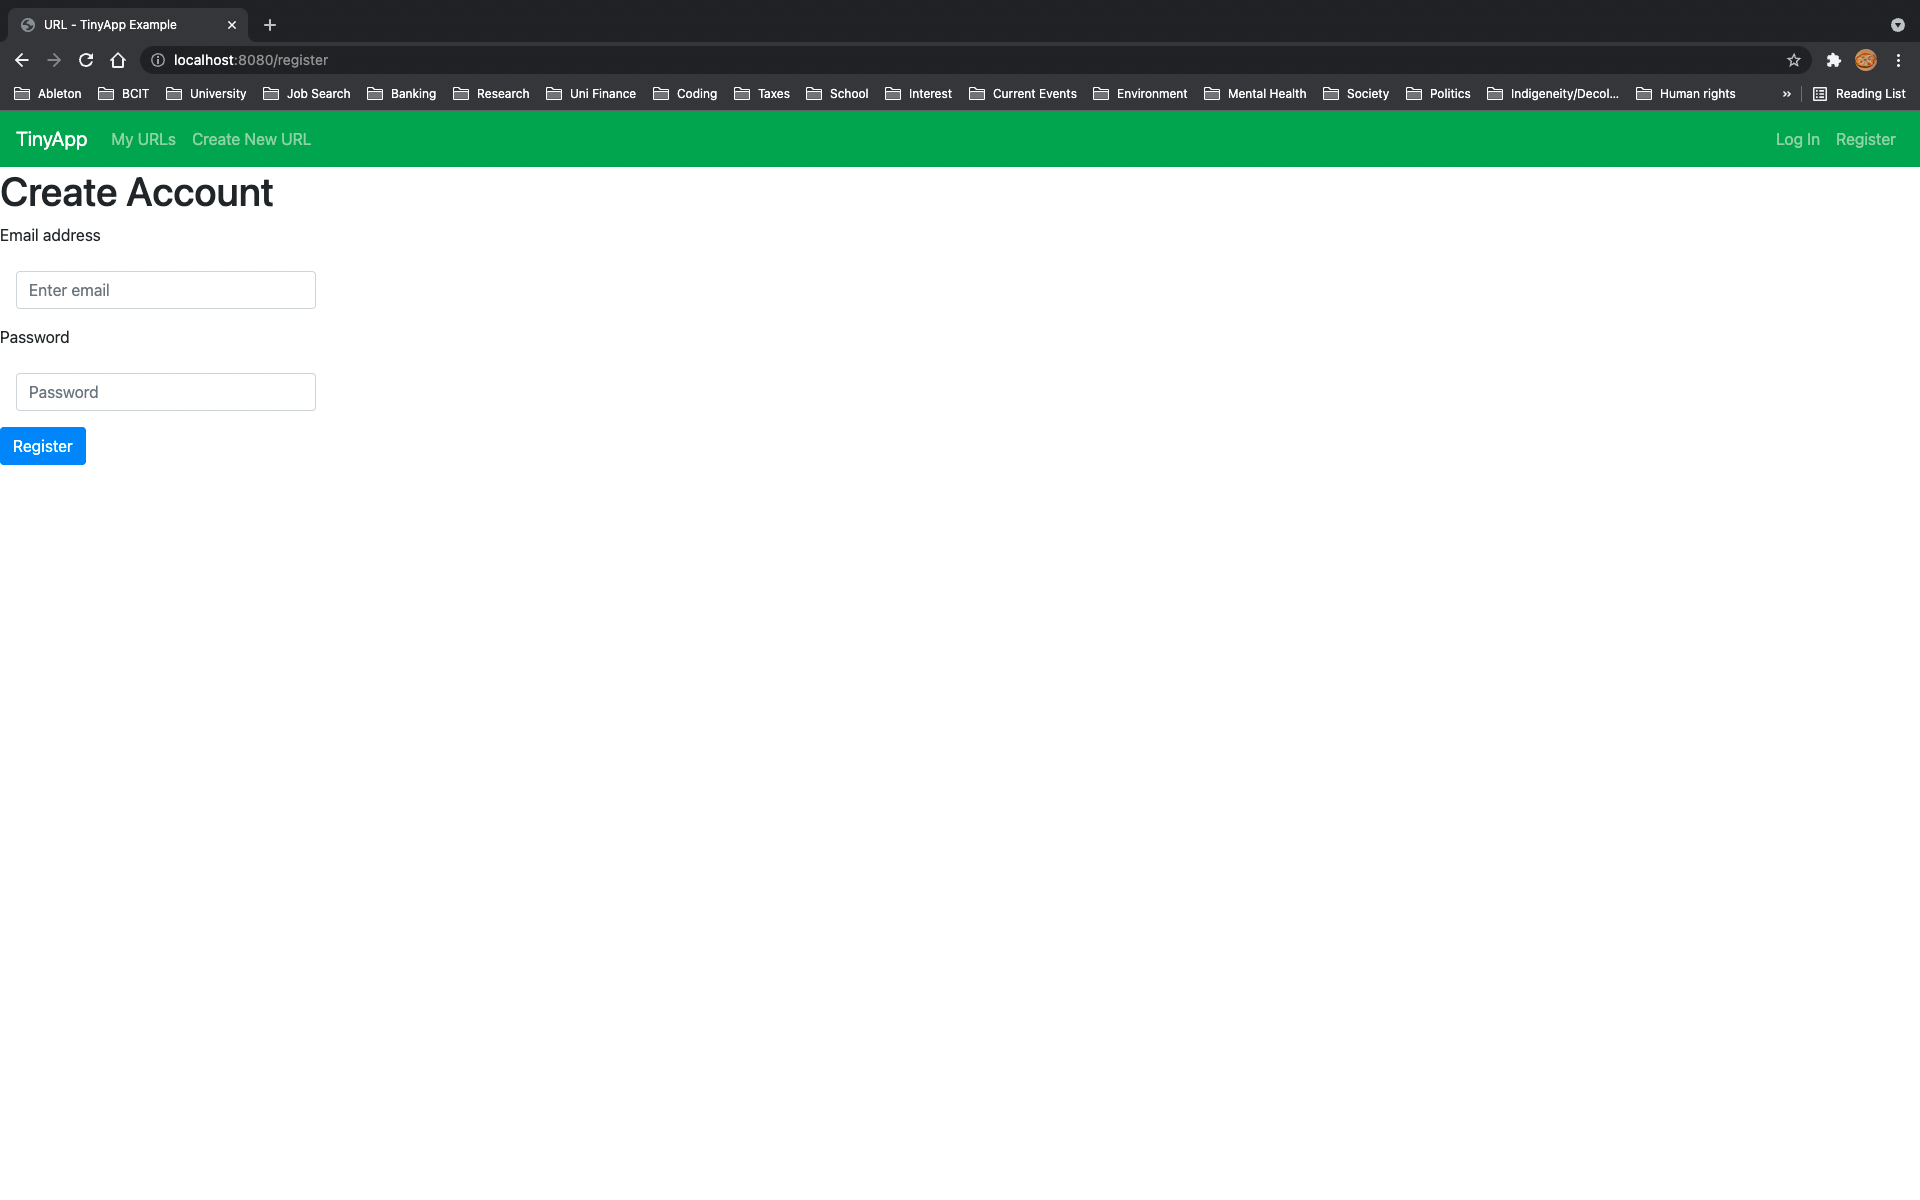 URL - TinyApp Example
localhost:8080/register
Ableton BCIT University Job Search Banking Research Uni Finance Coding Taxes School Interest Current Events Environment Mental Health Society Politics Indigeneity/Decol... Human rights » Reading List
TinyApp My URLs Create New URL Log In Register
Create Account
Email address
Enter email
Password
Password
Register